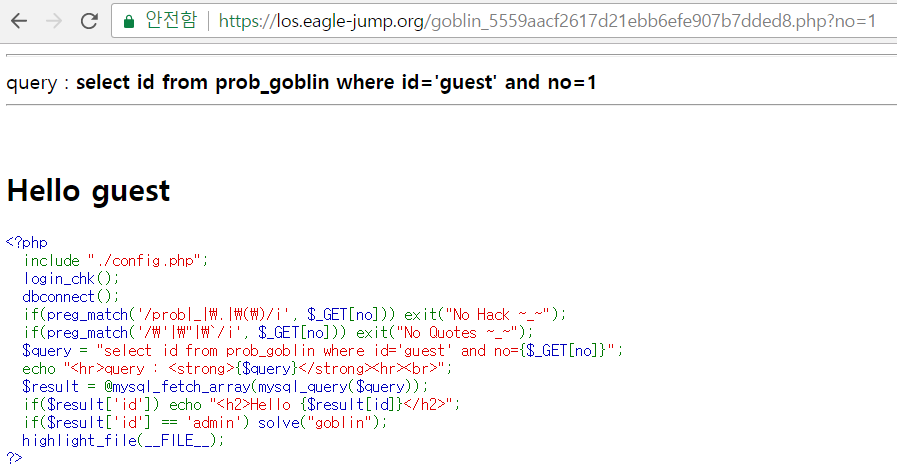 안전함 https://los.eagle-jump.org/goblin_5559aacf2617d21ebb6efe907b7dded8.php?no=1
query : select id from prob_goblin where id='guest' and no=1
Hello guest
<?php
include "./config.php";
login_chk();
dbconnect();
if(preg_match('/prob|_|₩.|₩(₩)/i', $_GET[no])) exit("No Hack ~_~");
if(preg_match('/₩'|₩"|₩`/i', $_GET[no])) exit("No Quotes ~_~");
$query = "select id from prob_goblin where id='guest' and no={$_GET[no]}";
echo "<hr>query : <strong>{$query}</strong><hr><br>";
$result = @mysql_fetch_array(mysql_query($query));
if($result['id']) echo "<h2>Hello {$result[id]}</h2>";
if($result['id'] == 'admin') solve("goblin");
highlight_file(__FILE__);
?>